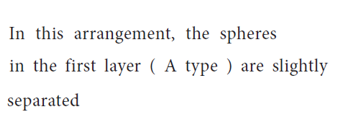 In this arrangement, the spheres
in the first layer ( A type ) are slightly
separated